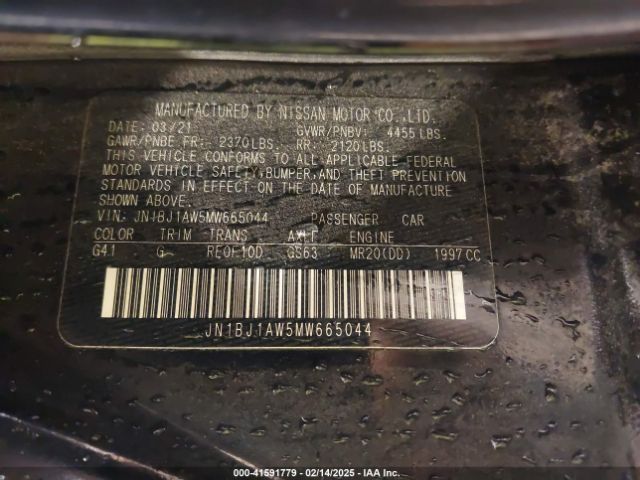 MANUFACTURED BY NISSAN MOTOR CO.,LTD.
DATE: 03/21 GVWR/PNBV: 4455 LBS.
GAWR/PNBE FR: 2370 LBS. RR: 2120 LBS.
THIS VEHICLE CONFORMS TO ALL APPLICABLE FEDERAL
MOTOR VEHICLE SAFETY, BUMPER, AND THEFT PREVENTION
STANDARDS IN EFFECT ON THE DATE OF MANUFACTURE
SHOWN ABOVE.
VIN: JN1BJ1AW5MW665044 PASSENGER CAR
COLOR TRIM TRANS AXLE ENGINE
G41 G RE0F10D GS63 MR20(DD) 1997 CC
JN1BJ1AW5MW665044
000-41591779 - 02/14/2025 - IAA Inc.